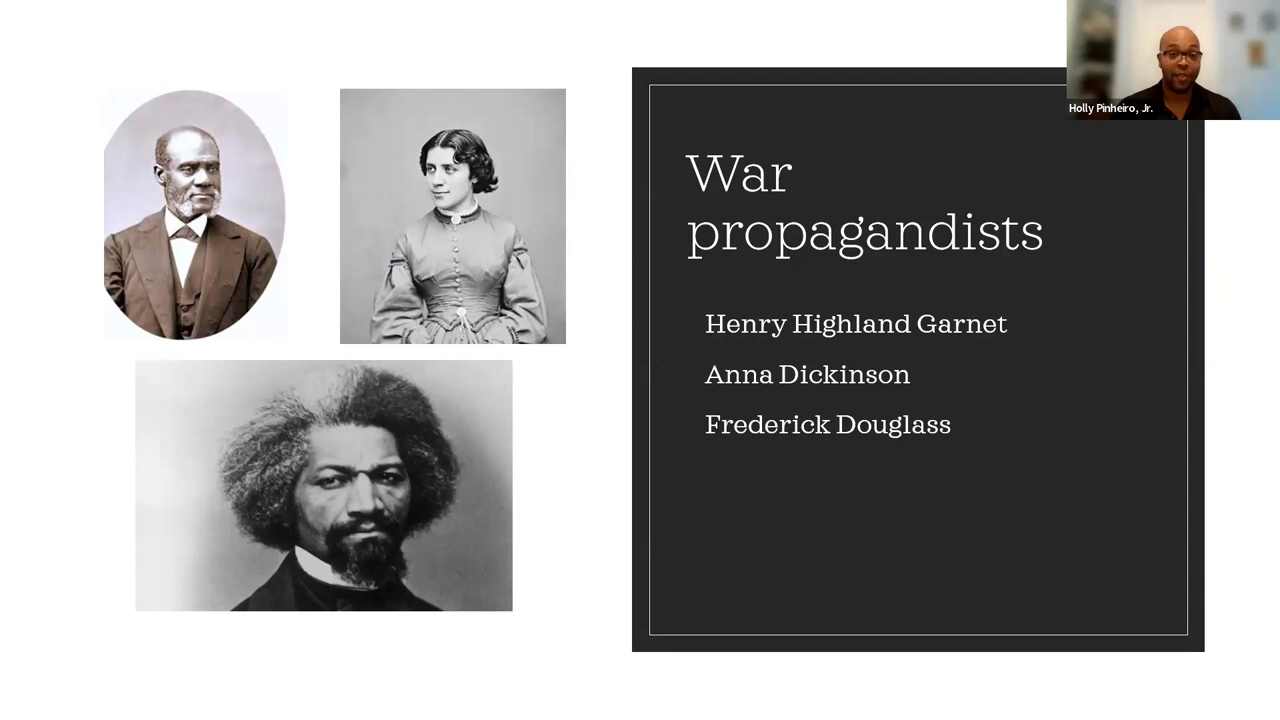 Holly Pinheiro, Jr.
War
propagandists
Henry Highland Garnet
Anna Dickinson
Frederick Douglass